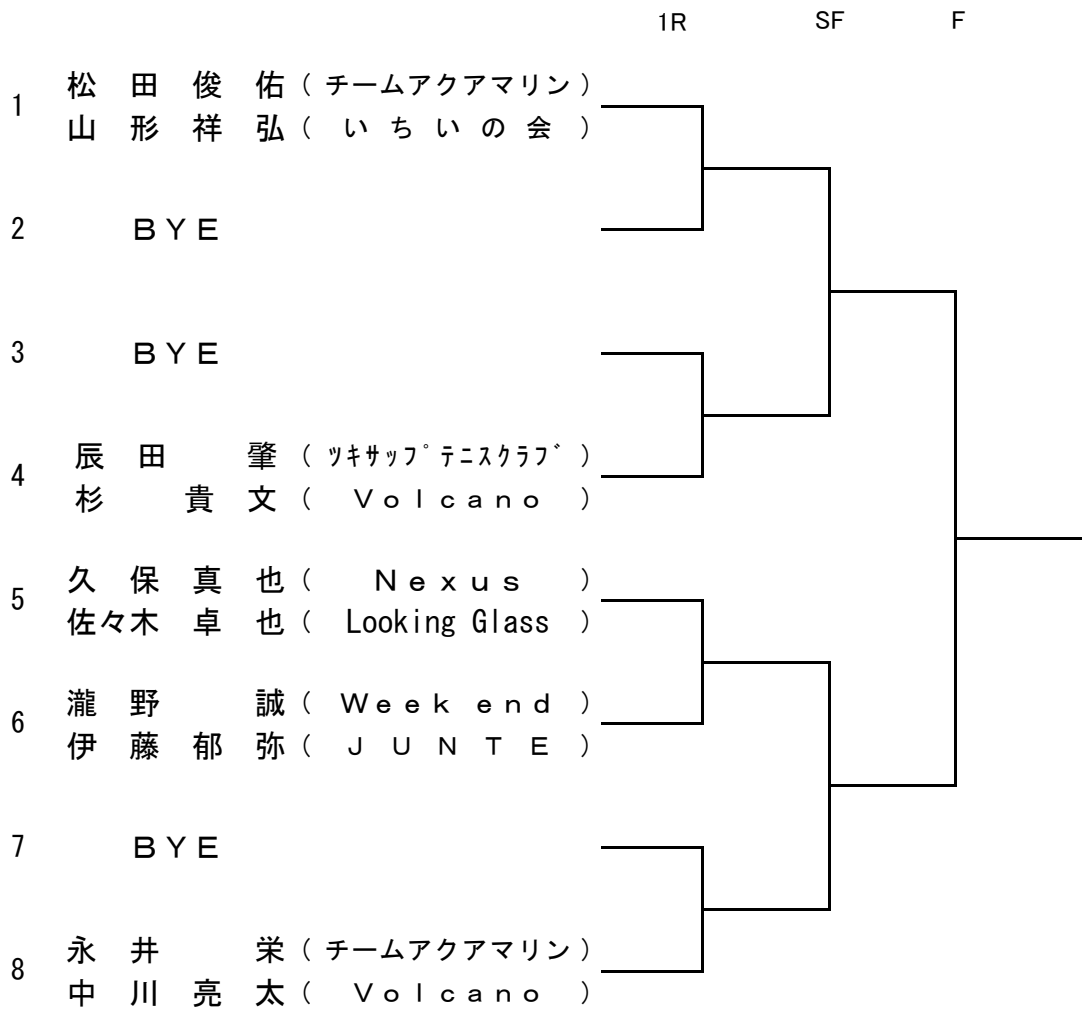 1R SF F
松田俊佑(チームアクアマリン)
1
山形祥弘(いちいの会)
2 BYE
3 BYE
辰田 肇(ﾂｷｻｯﾌﾟﾃﾆｽｸﾗﾌﾞ)
4
杉 貴文(Volcano)
久保真也(Nexus)
5
佐々木卓也(Looking Glass)
瀧野 誠(Week end)
6
伊藤郁弥(JUNTE)
7 BYE
永井 栄(チームアクアマリン)
8
中川亮太(Volcano)